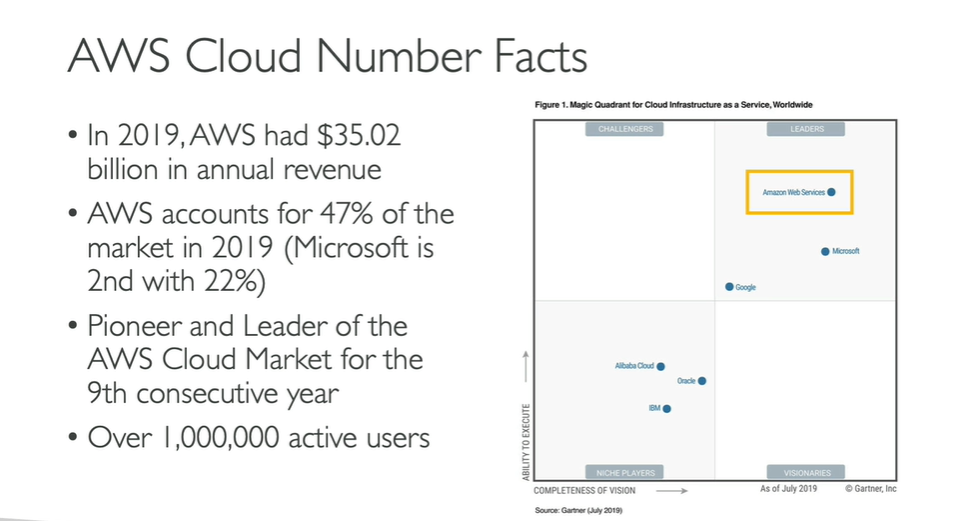 AWS Cloud Number Facts
• In 2019, AWS had $35.02
billion in annual revenue
• AWS accounts for 47% of the
market in 2019 (Microsoft is
2nd with 22%)
• Pioneer and Leader of the
AWS Cloud Market for the
9th consecutive year
• Over 1,000,000 active users
Figure 1. Magic Quadrant for Cloud Infrastructure as a Service, Worldwide
CHALLENGERS
LEADERS
Amazon Web Services
Microsoft
Google
Alibaba Cloud
Oracle
IBM
NICHE PLAYERS
VISIONARIES
ABILITY TO EXECUTE
COMPLETENESS OF VISION
As of July 2019
© Gartner, Inc
Source: Gartner (July 2019)